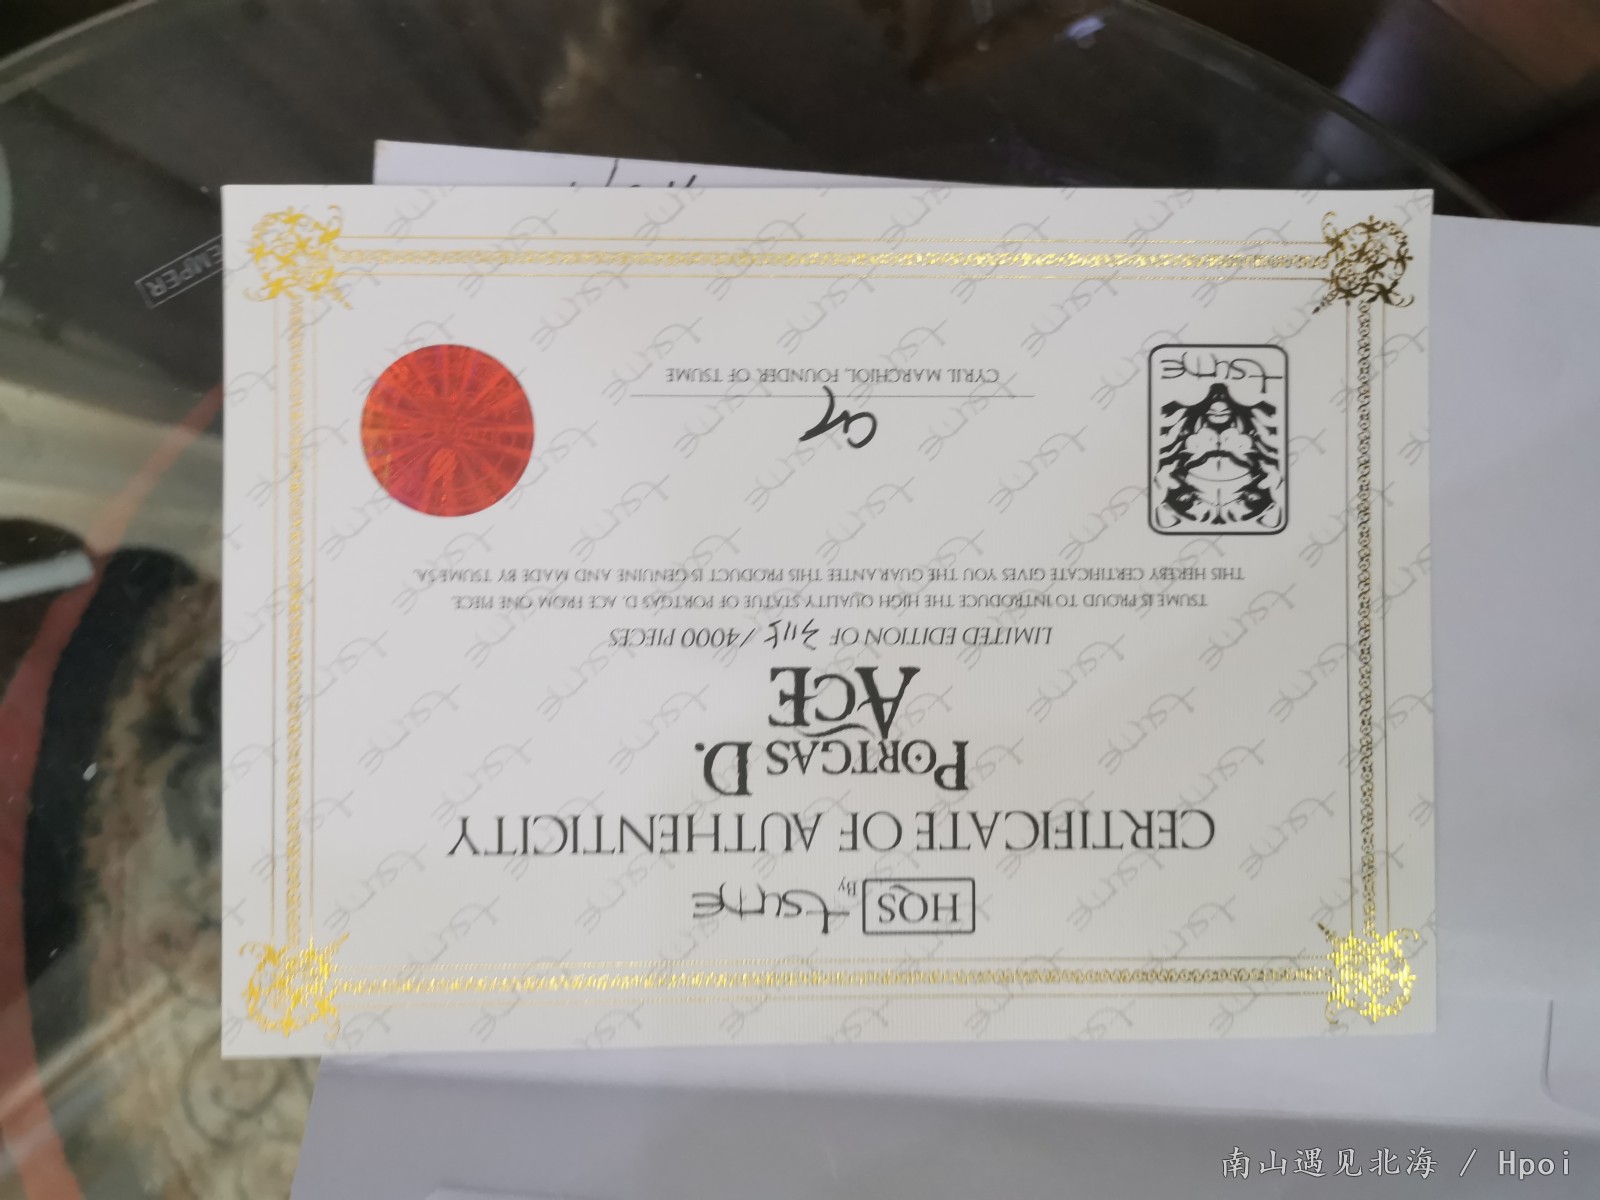 HQS By tsume
CERTIFICATE OF AUTHENTICITY
PORTGAS D.
ACE
LIMITED EDITION OF 3115 /4000 PIECES
TSUME IS PROUD TO INTRODUCE THE HIGH QUALITY STATUE OF PORTGAS D. ACE FROM ONE PIECE.
THIS HEREBY CERTIFICATE GIVES YOU THE GUARANTEE THIS PRODUCT IS GENUINE AND MADE BY TSUME SA.
CYRIL MARCHIOL, FOUNDER OF TSUME
tsume
南山遇见北海 / Hpoi